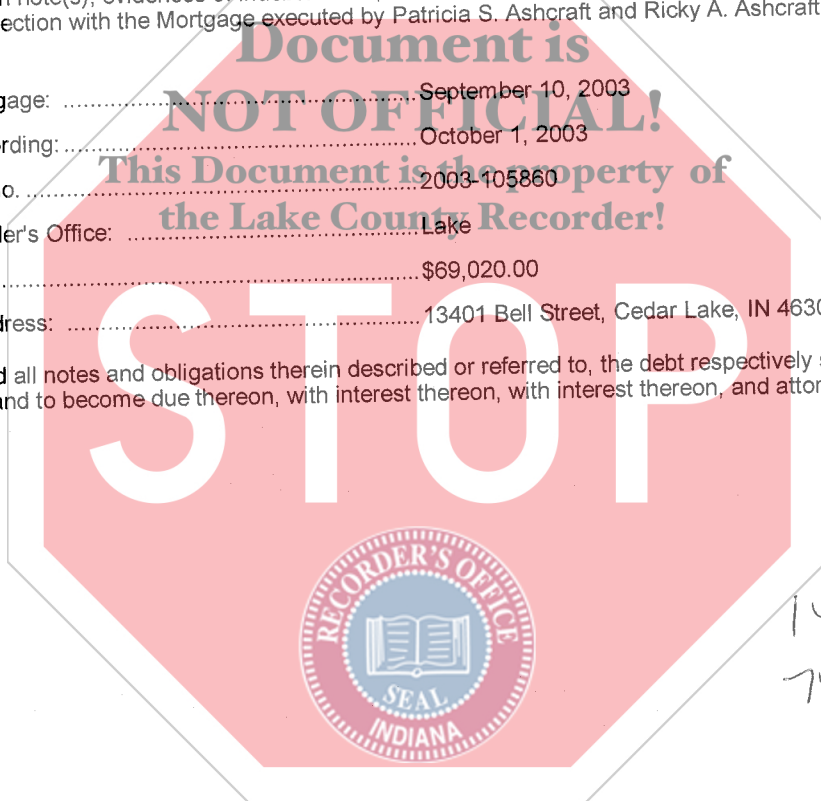 ection with the Mortgage executed by Patricia S. Ashcraft and Ricky A. Ashcraft
Document is
gage: ....................................................... September 10, 2003
NOT OFFICIAL!
rding: ....................................................... October 1, 2003
This Document is the property of
o. ....................................................... 2003-105860
the Lake County Recorder!
er's Office: ............................................. Lake
....................................................... $69,020.00
dress: ....................................................... 13401 Bell Street, Cedar Lake, IN 4630
STOP
d all notes and obligations therein described or referred to, the debt respectively
and to become due thereon, with interest thereon, with interest thereon, and attor
RECORDER'S OFFICE
SEAL
INDIANA